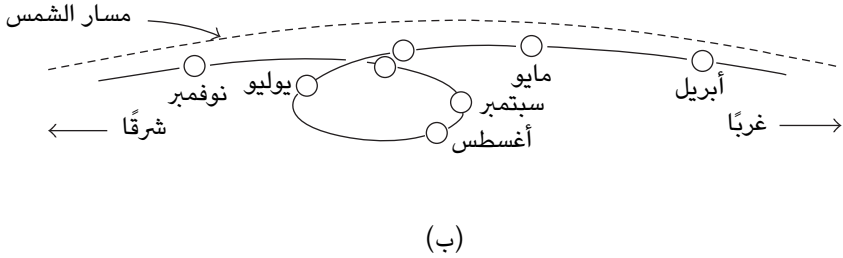 مسار الشمس
أبريل
مايو
يوليو
نوفمبر
سبتمبر
أغسطس
غربًا
شرقًا
(ب)